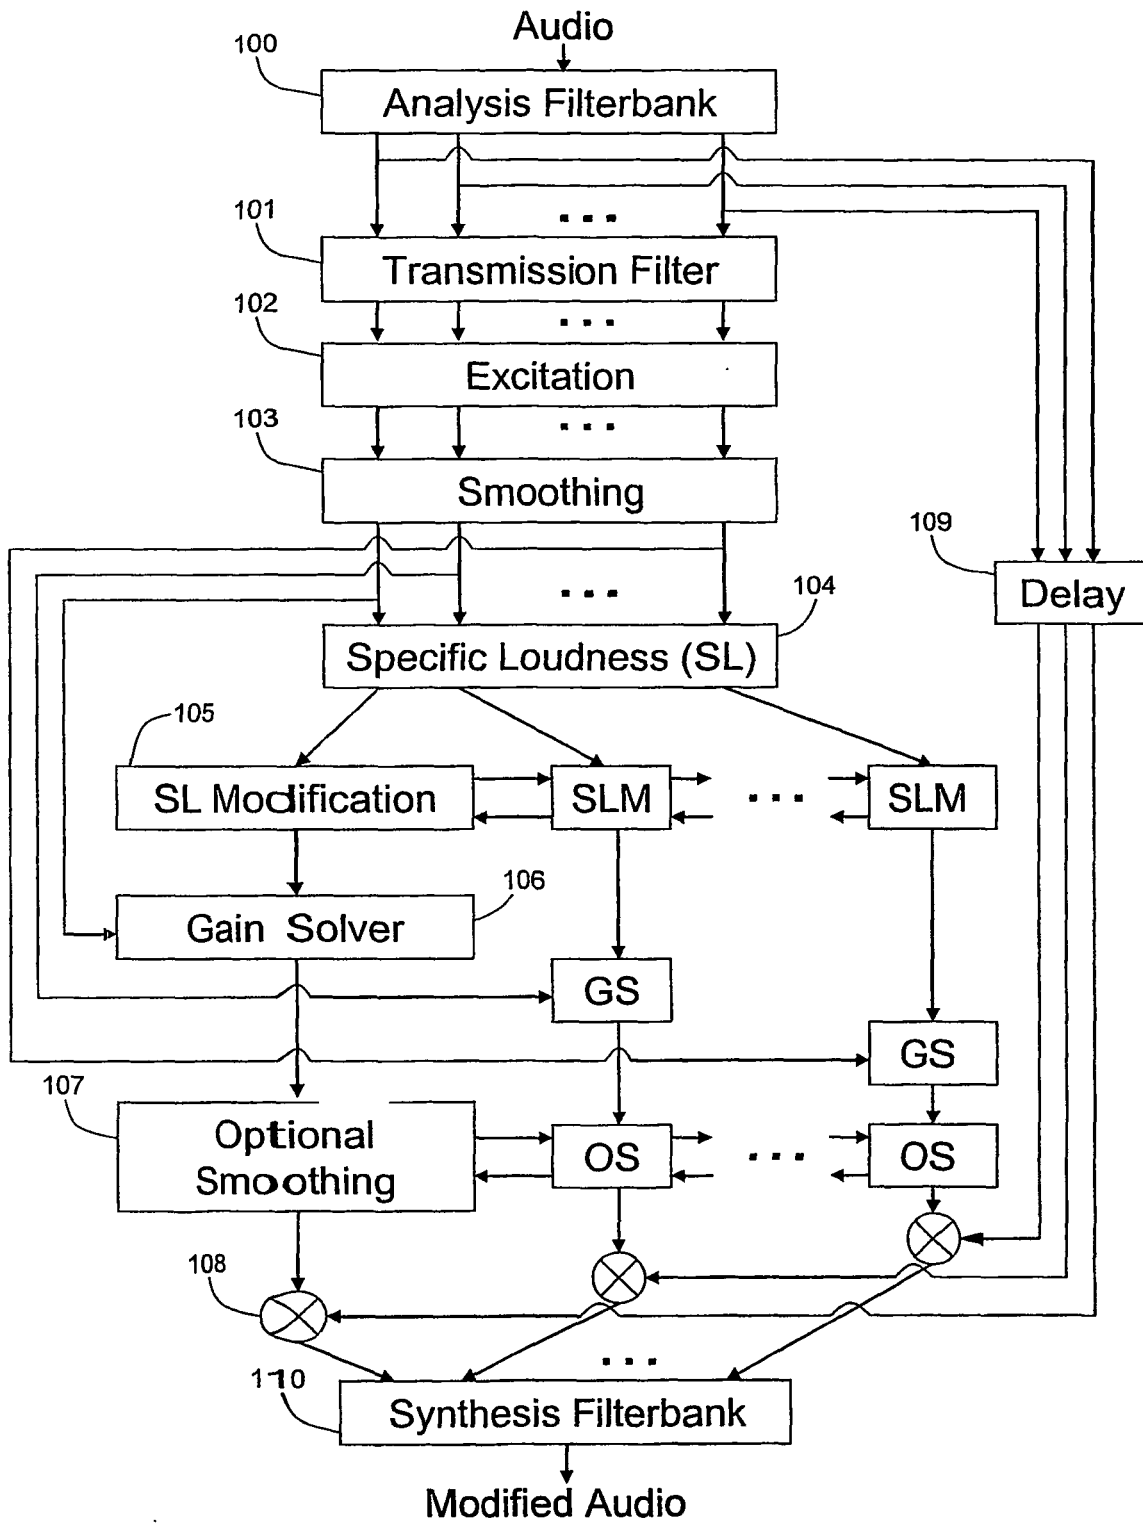 Audio
100
Analysis Filterbank
101
...
Transmission Filter
102
...
Excitation
103
...
Smoothing
109
Delay
...
104
Specific Loudness (SL)
105
SL Modification
SLM
...
SLM
106
Gain Solver
GS
GS
107
Optional
Smoothing
OS
...
OS
108
...
110
Synthesis Filterbank
Modified Audio